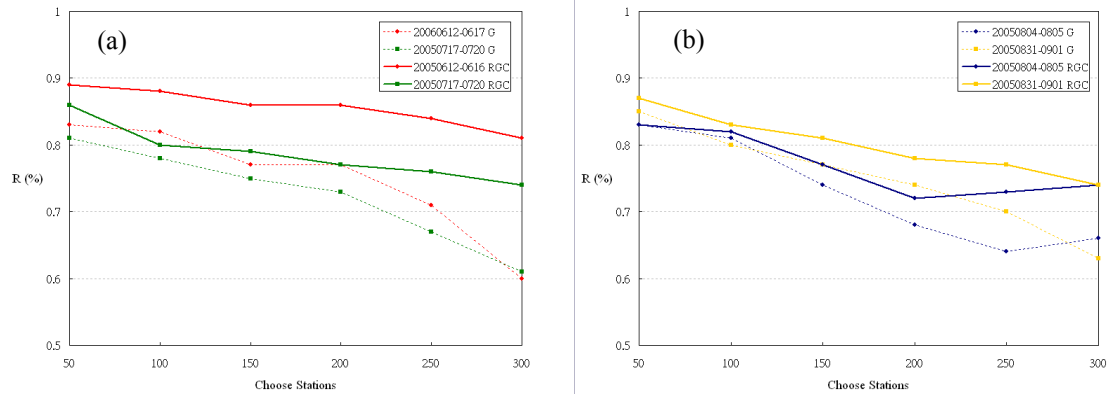 (a)
20060612-0617 G
20050717-0720 G
20050612-0616 RGC
20050717-0720 RGC
1
0.9
0.8
0.7
0.6
0.5
R (%)
50 100 150 200 250 300
Choose Stations
(b)
20050804-0805 G
20050831-0901 G
20050804-0805 RGC
20050831-0901 RGC
1
0.9
0.8
0.7
0.6
0.5
R (%)
50 100 150 200 250 300
Choose Stations